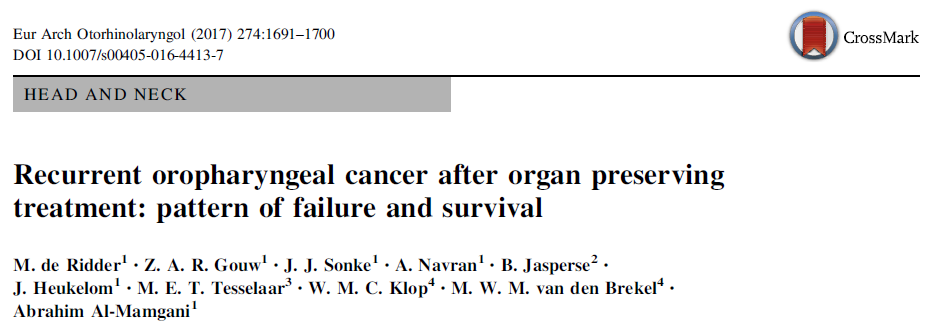 Eur Arch Otorhinolaryngol (2017) 274:1691–1700
DOI 10.1007/s00405-016-4413-7
CrossMark
HEAD AND NECK
Recurrent oropharyngeal cancer after organ preserving
treatment: pattern of failure and survival
M. de Ridder¹ · Z. A. R. Gouw¹ · J. J. Sonke¹ · A. Navran¹ · B. Jasperse² ·
J. Heukelom¹ · M. E. T. Tesselaar³ · W. M. C. Klop⁴ · M. W. M. van den Brekel⁴ ·
Abrahim Al-Mamgani¹